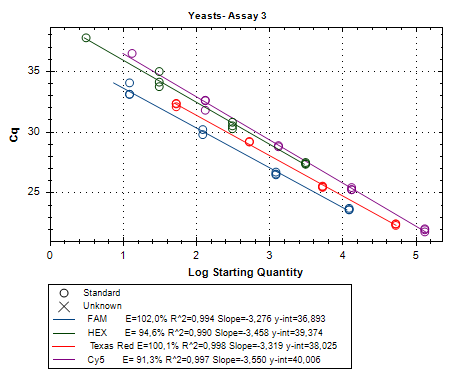 Yeasts- Assay 3
35
30
25
Cq
0 1 2 3 4 5
Log Starting Quantity
Standard
Unknown
FAM E=102,0% R^2=0,994 Slope=-3,276 y-int=36,893
HEX E= 94,6% R^2=0,990 Slope=-3,458 y-int=39,374
Texas Red E=100,1% R^2=0,998 Slope=-3,319 y-int=38,025
Cy5 E= 91,3% R^2=0,997 Slope=-3,550 y-int=40,006